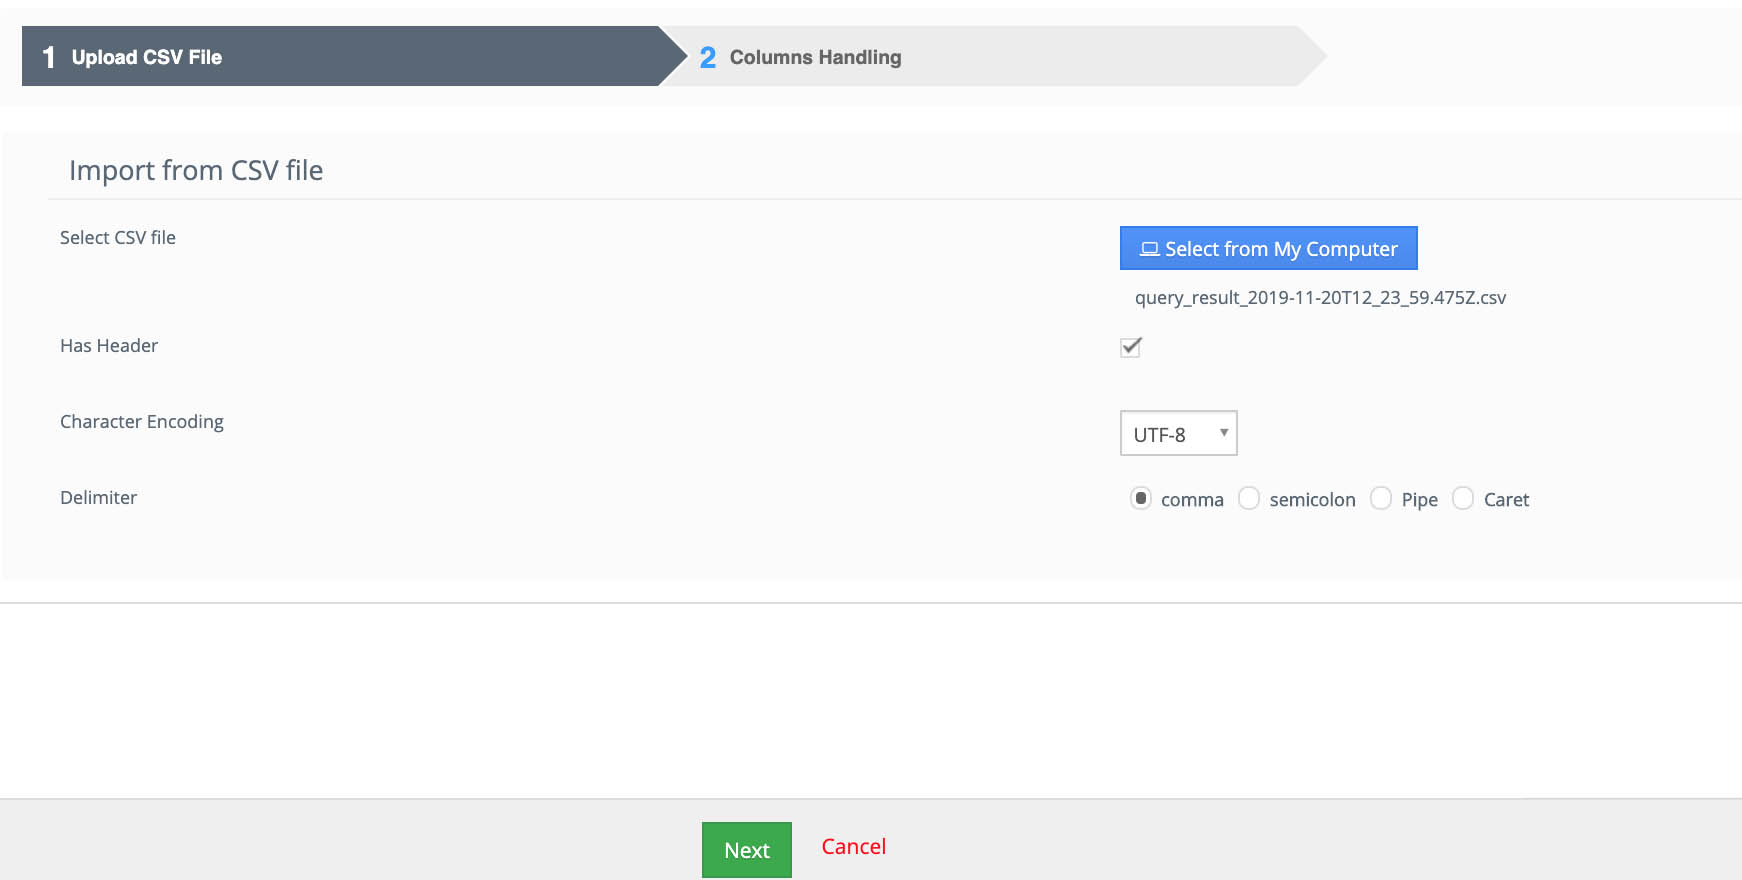 1 Upload CSV File
2 Columns Handling
Import from CSV file
Select CSV file
Select from My Computer
query_result_2019-11-20T12_23_59.475Z.csv
Has Header
Character Encoding
UTF-8
Delimiter
comma semicolon Pipe Caret
Next Cancel